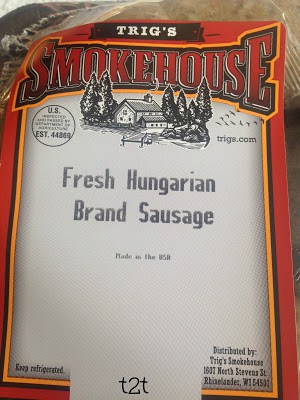 TRIG'S
SMOKEHOUSE
U.S.
INSPECTED
AND PASSED BY
DEPARTMENT OF
AGRICULTURE
EST. 44869
trigs.com
Fresh Hungarian
Brand Sausage
Made in the USA
Keep refrigerated.
Distributed by:
Trig's Smokehouse
1607 North Stevens St.
Rhinelander, WI 54501
t2t